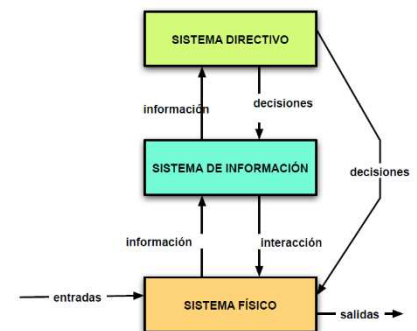 SISTEMA DIRECTIVO
información
decisiones
SISTEMA DE INFORMACIÓN
decisiones
información
interacción
entradas
SISTEMA FÍSICO
salidas